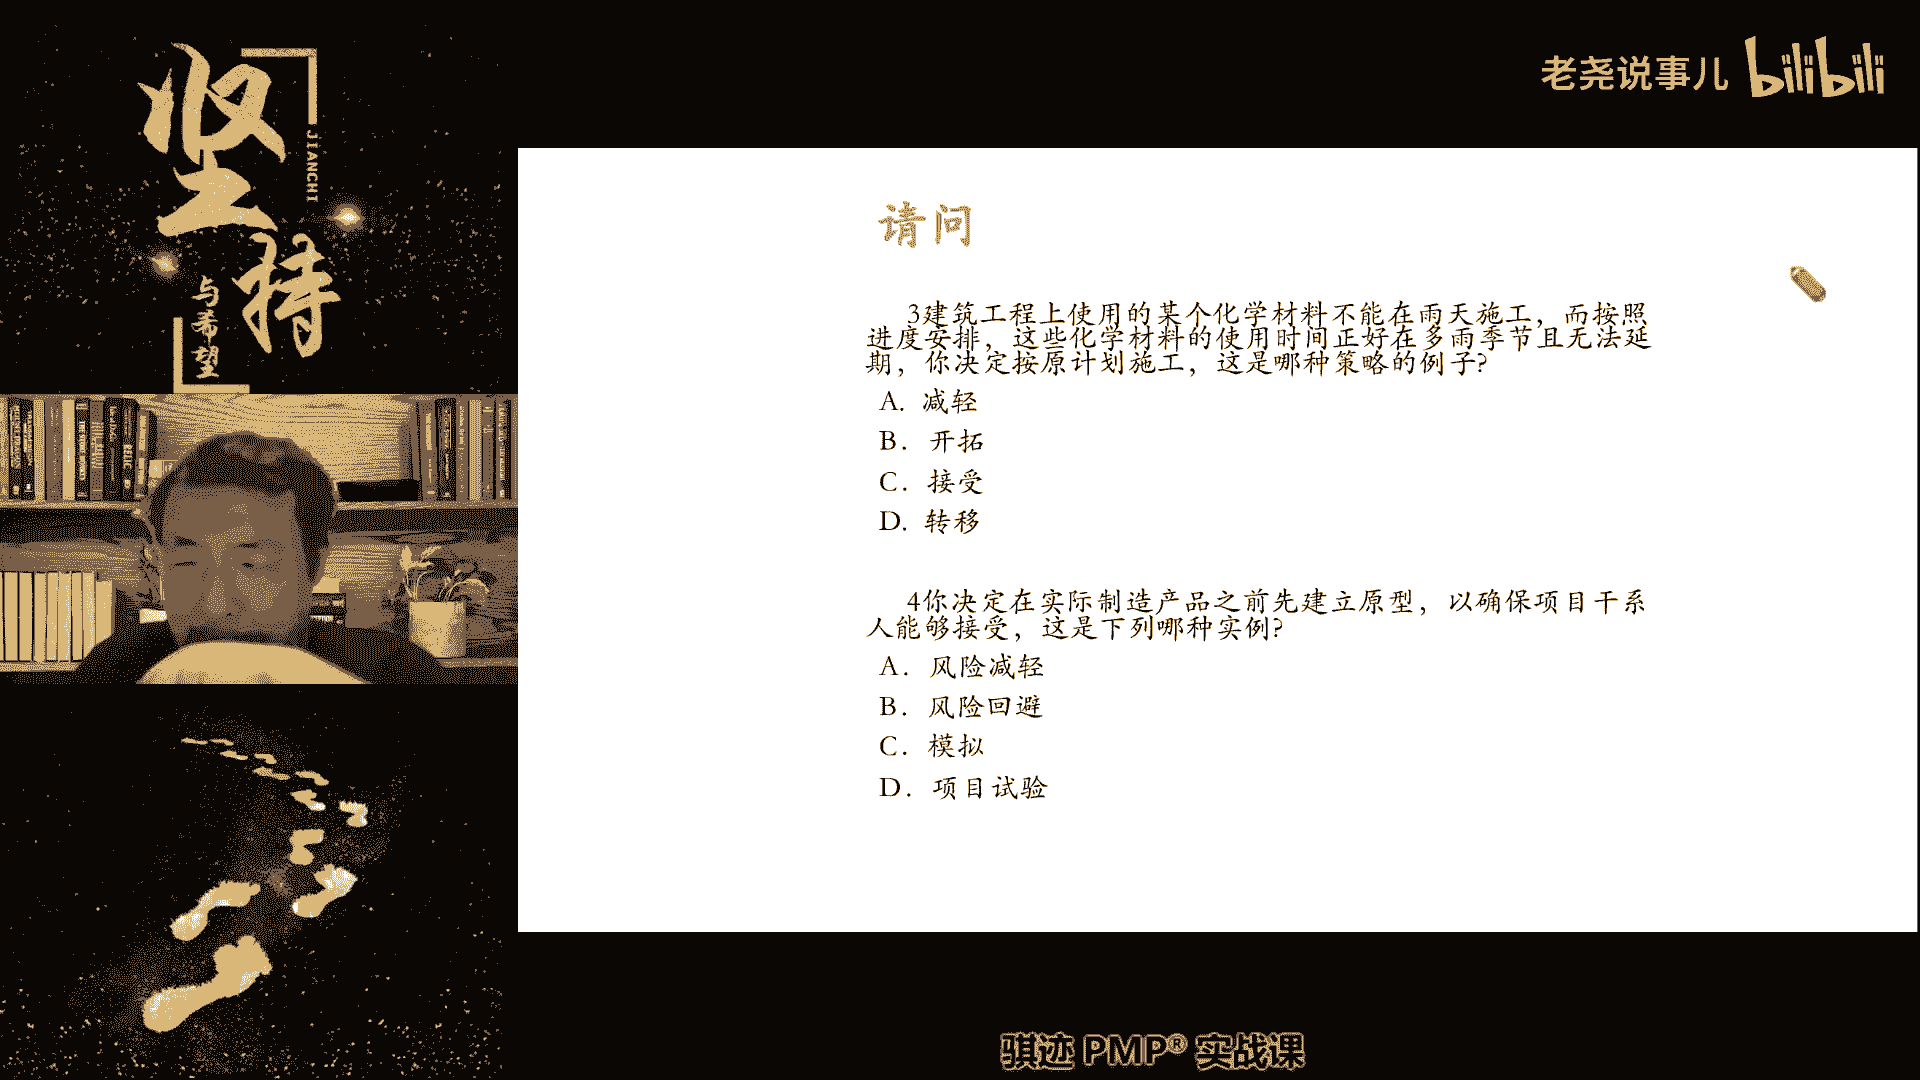 坚持
JIANCHI
与希望
老尧说事儿 bilibili
请问
3建筑工程上使用的某个化学材料不能在雨天施工，而按照
进度安排，这些化学材料的使用时间正好在多雨季节且无法延
期，你决定按原计划施工，这是哪种策略的例子?
A. 减轻
B. 开拓
C. 接受
D. 转移
4你决定在实际制造产品之前先建立原型，以确保项目干系
人能够接受，这是下列哪种实例?
A. 风险减轻
B. 风险回避
C. 模拟
D. 项目试验
骐迹 PMP® 实战课